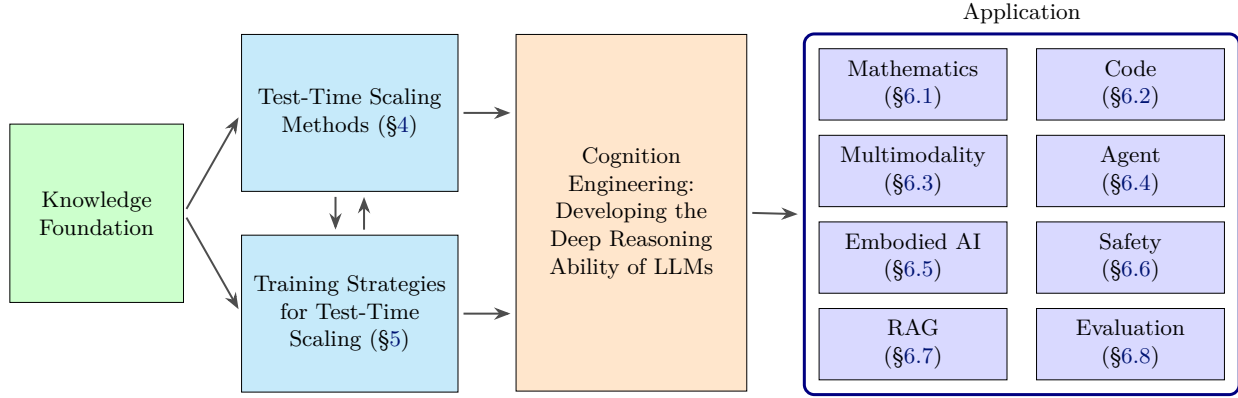 Application
Knowledge
Foundation
Test-Time Scaling
Methods (§4)
Training Strategies
for Test-Time
Scaling (§5)
Cognition
Engineering:
Developing the
Deep Reasoning
Ability of LLMs
Mathematics
(§6.1)
Code
(§6.2)
Multimodality
(§6.3)
Agent
(§6.4)
Embodied AI
(§6.5)
Safety
(§6.6)
RAG
(§6.7)
Evaluation
(§6.8)